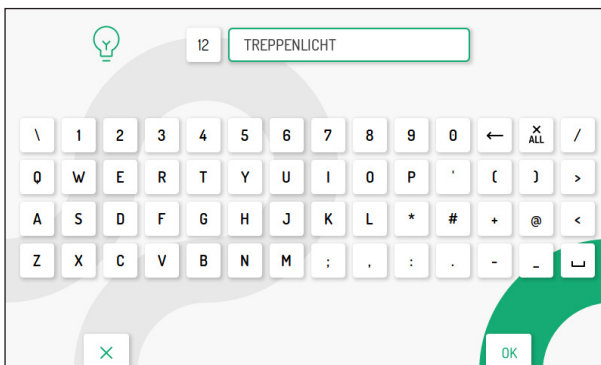 12 TREPPENLICHT
\ 1 2 3 4 5 6 7 8 9 0 ← × ALL /
Q W E R T Y U I O P ' ( ) >
A S D F G H J K L * # + @ <
Z X C V B N M ; , : . - _ ⎵
× OK